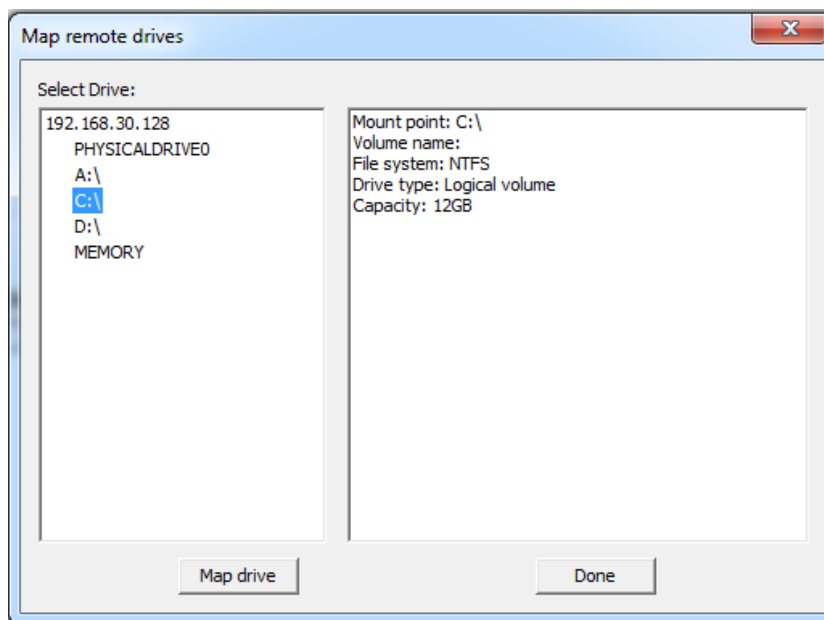 Map remote drives
Select Drive:
192.168.30.128
PHYSICALDRIVE0
A:\
C:\
D:\
MEMORY
Mount point: C:\
Volume name:
File system: NTFS
Drive type: Logical volume
Capacity: 12GB
Map drive
Done